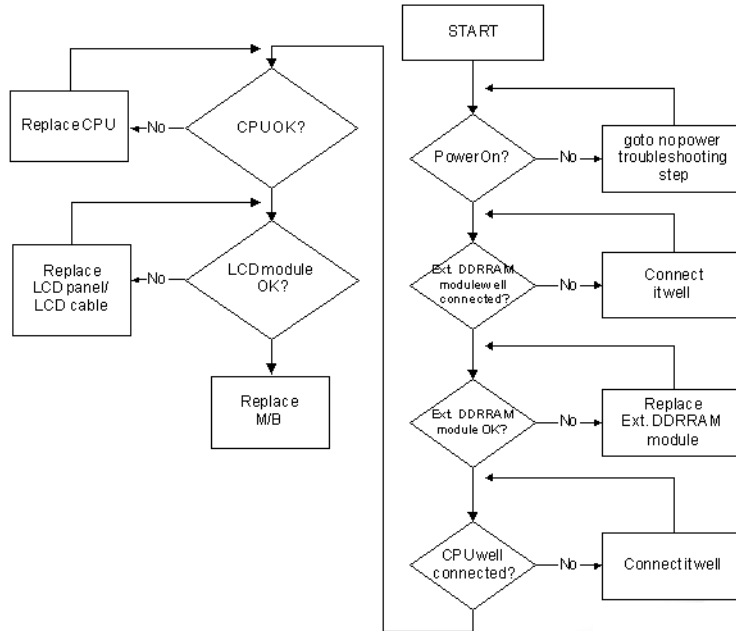 START
Power On?
No
goto no power
troubleshooting
step
Ext. DDRRAM
module well
connected?
No
Connect
it well
Ext. DDRRAM
module OK?
No
Replace
Ext. DDRRAM
module
CPU well
connected?
No
Connect it well
CPU OK?
No
Replace CPU
LCD module
OK?
No
Replace
LCD panel/
LCD cable
Replace
M/B